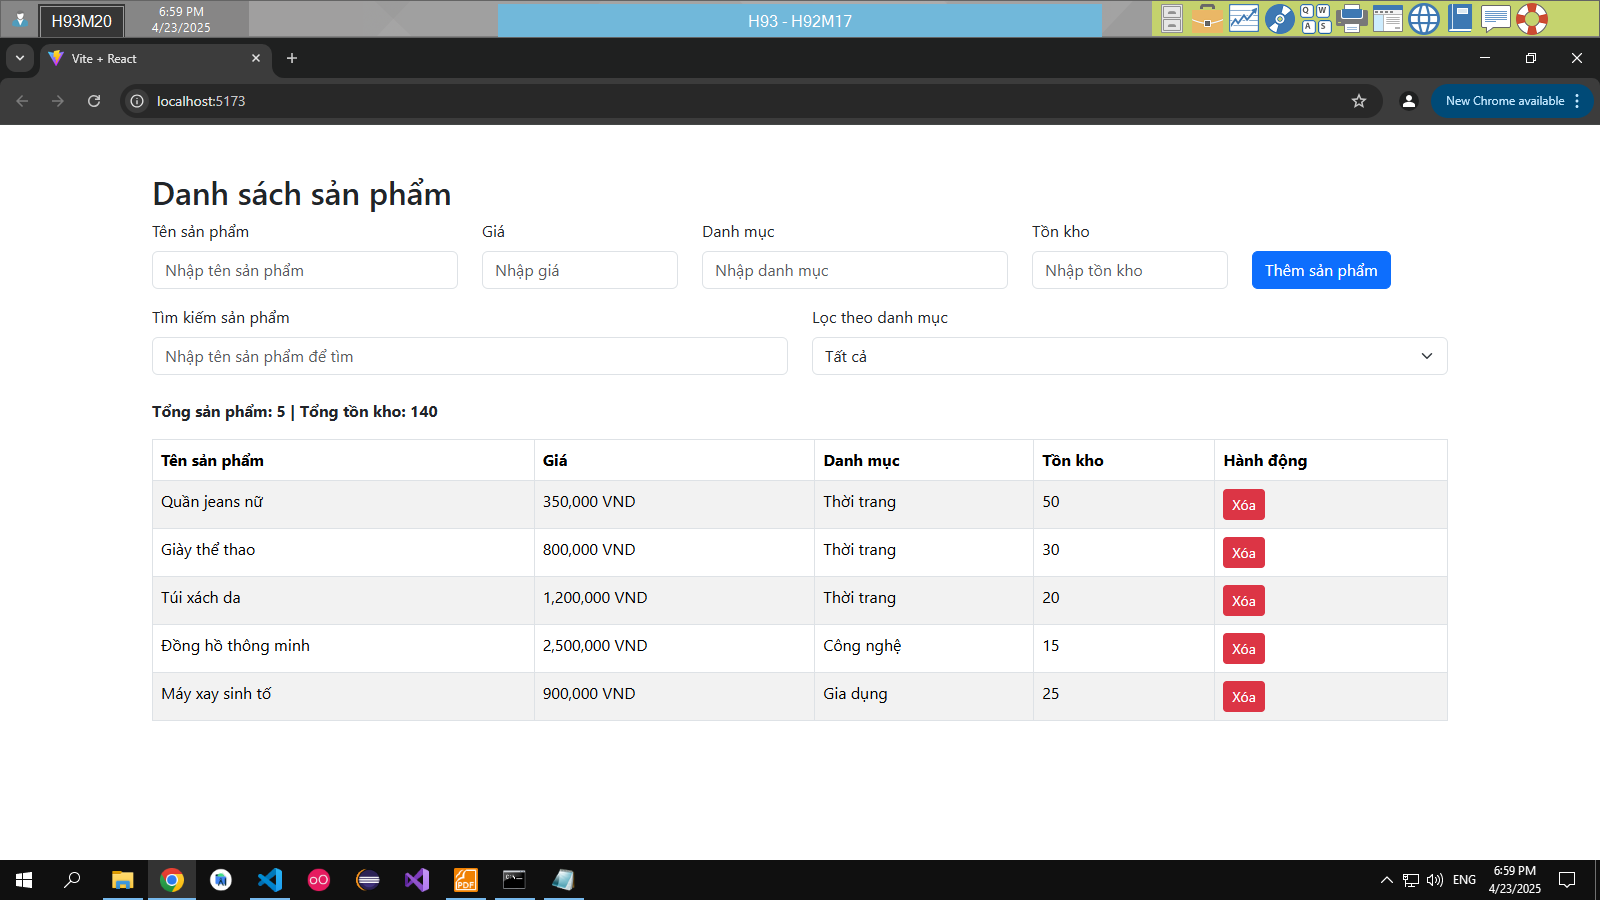 H93M20
6:59 PM
4/23/2025
H93 - H92M17
Q W
A S
Vite + React
localhost:5173
New Chrome available
Danh sách sản phẩm
Tên sản phẩm Giá Danh mục Tồn kho
Nhập tên sản phẩm Nhập giá Nhập danh mục Nhập tồn kho Thêm sản phẩm
Tìm kiếm sản phẩm Lọc theo danh mục
Nhập tên sản phẩm để tìm Tất cả
Tổng sản phẩm: 5 | Tổng tồn kho: 140
Tên sản phẩm Giá Danh mục Tồn kho Hành động
Quần jeans nữ 350,000 VND Thời trang 50 Xóa
Giày thể thao 800,000 VND Thời trang 30 Xóa
Túi xách da 1,200,000 VND Thời trang 20 Xóa
Đồng hồ thông minh 2,500,000 VND Công nghệ 15 Xóa
Máy xay sinh tố 900,000 VND Gia dụng 25 Xóa
PDF
ENG
6:59 PM
4/23/2025